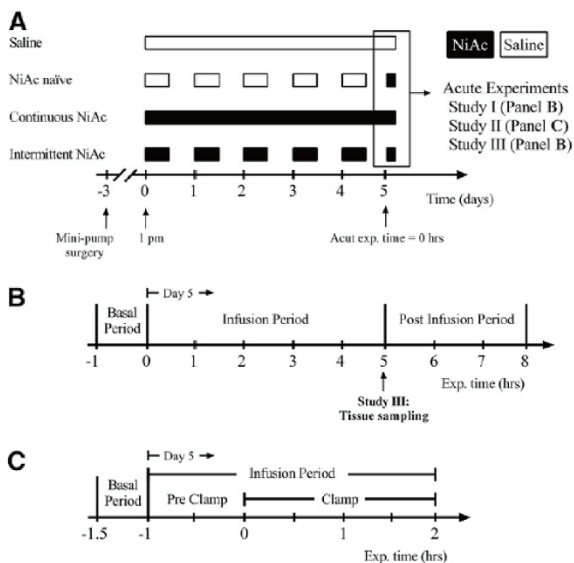 A
Saline
NiAc naïve
Continuous NiAc
Intermittent NiAc
NiAc Saline
Acute Experiments
Study I (Panel B)
Study II (Panel C)
Study III (Panel B)
-3 0 1 2 3 4 5
Time (days)
Mini-pump
surgery
1 pm
Acut exp. time = 0 hrs
B
Day 5
Basal
Period
Infusion Period
Post Infusion Period
-1 0 1 2 3 4 5 6 7 8
Study III:
Tissue sampling
Exp. time (hrs)
C
Day 5
Basal
Period
Infusion Period
Pre Clamp
Clamp
-1.5 -1 0 1 2
Exp. time (hrs)